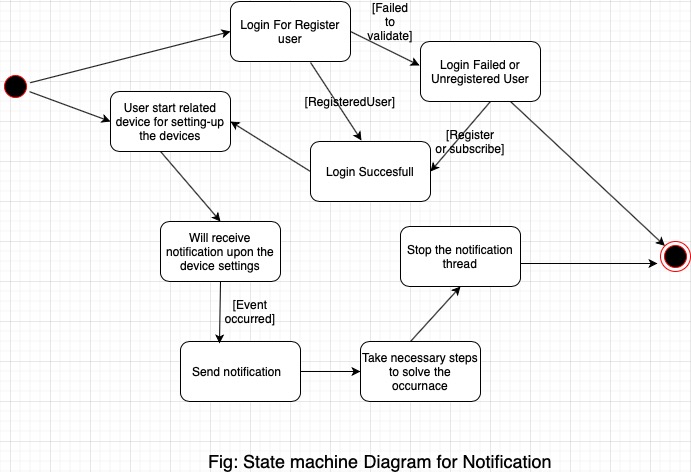 [Failed
to
validate]
Login For Register
user
Login Failed or
Unregistered User
User start related
device for setting-up
the devices
[RegisteredUser]
[Register
or subscribe]
Login Succesfull
Will receive
notification upon the
device settings
Stop the notification
thread
[Event
occurred]
Send notification
Take necessary steps
to solve the
occurnace
Fig: State machine Diagram for Notification